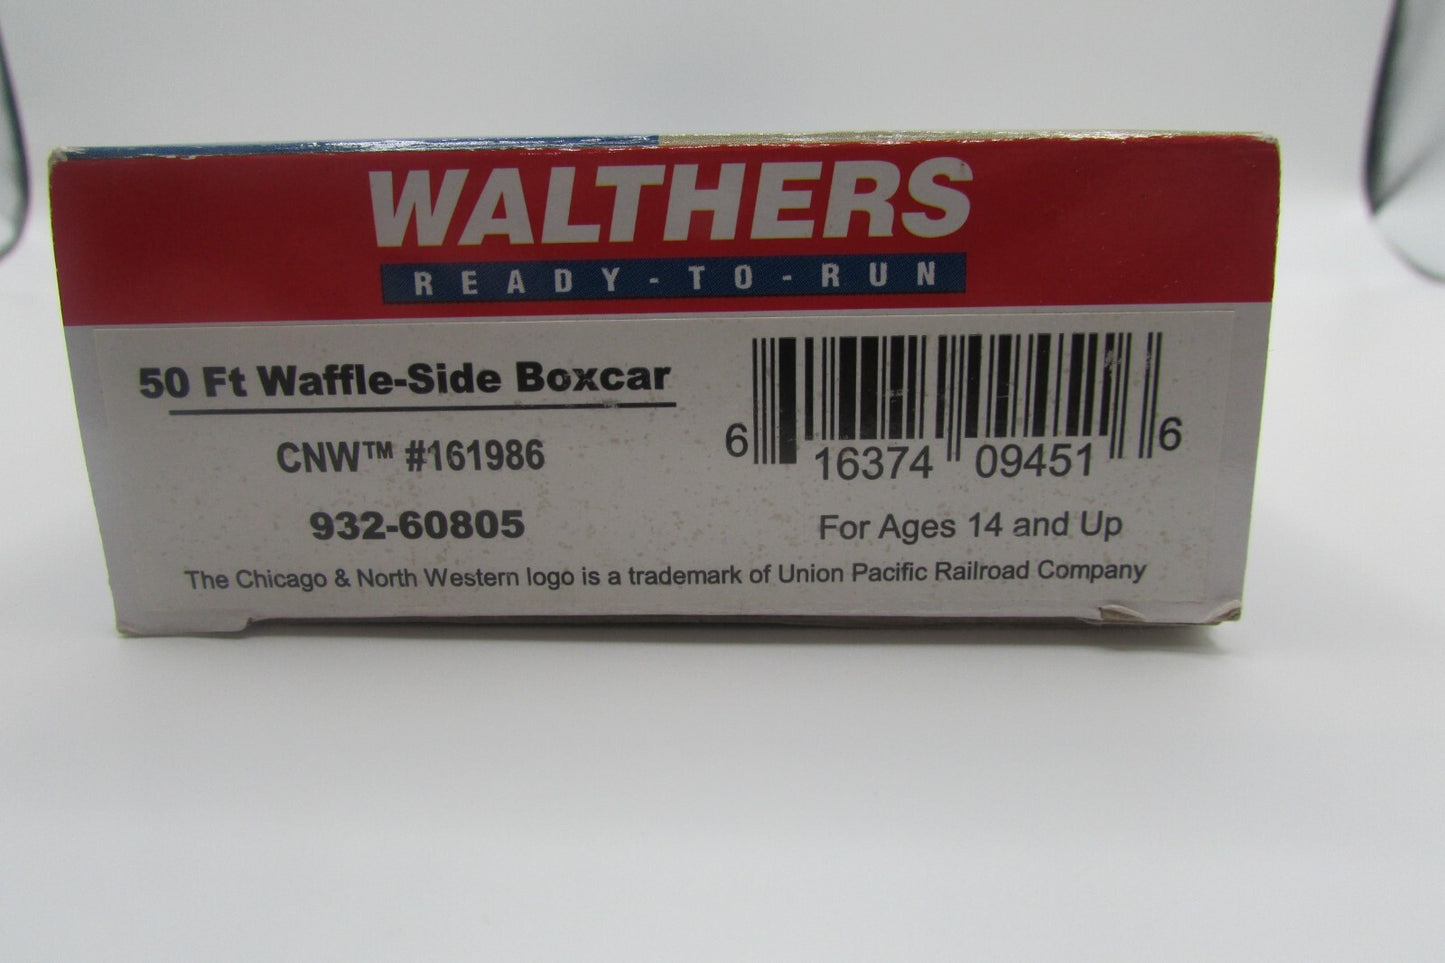 WALTHERS
READY-TO-RUN
50 Ft Waffle-Side Boxcar
CNW™ #161986
932-60805
6 16374 09451 6
For Ages 14 and Up
The Chicago & North Western logo is a trademark of Union Pacific Railroad Company